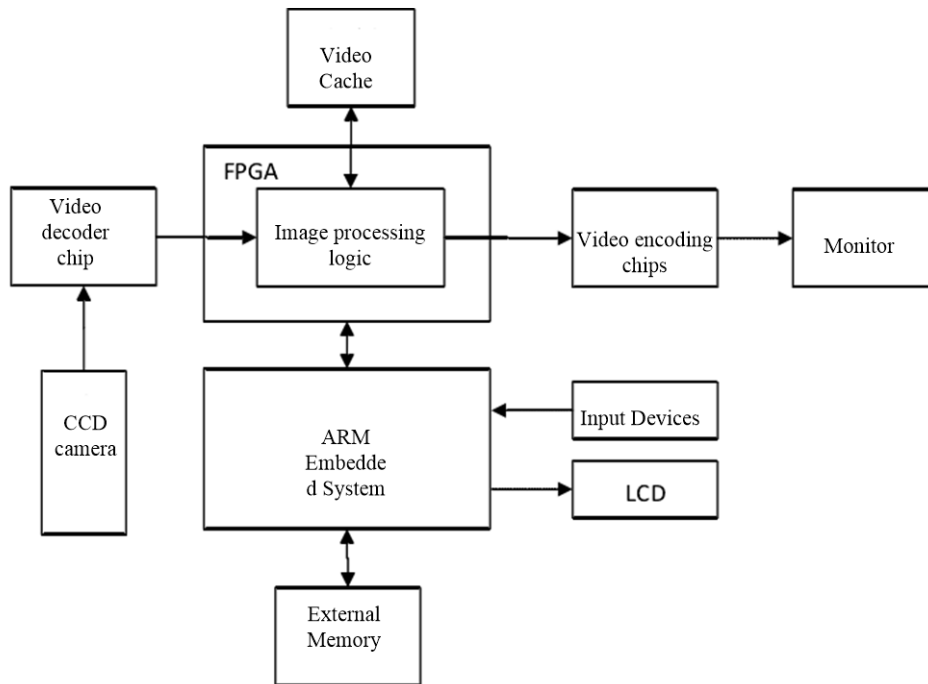 Video
Cache
FPGA
Video
decoder
chip
Image processing
logic
Video encoding
chips
Monitor
CCD
camera
ARM
Embedde
d System
Input Devices
LCD
External
Memory